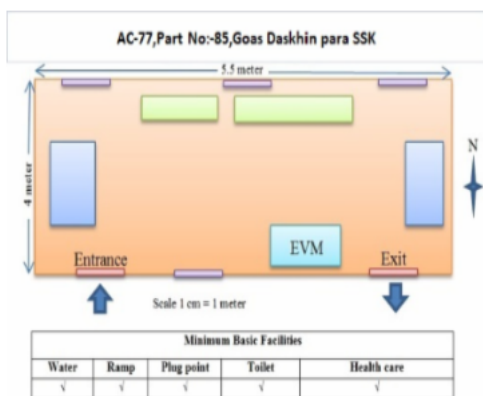 AC-77,Part No:-85,Goas Daskhin para SSK
5.5 meter
4 meter
N
EVM
Entrance
Exit
Scale 1 cm = 1 meter
Minimum Basic Facilities
Water Ramp Plug point Toilet Health care
√ √ √ √ √